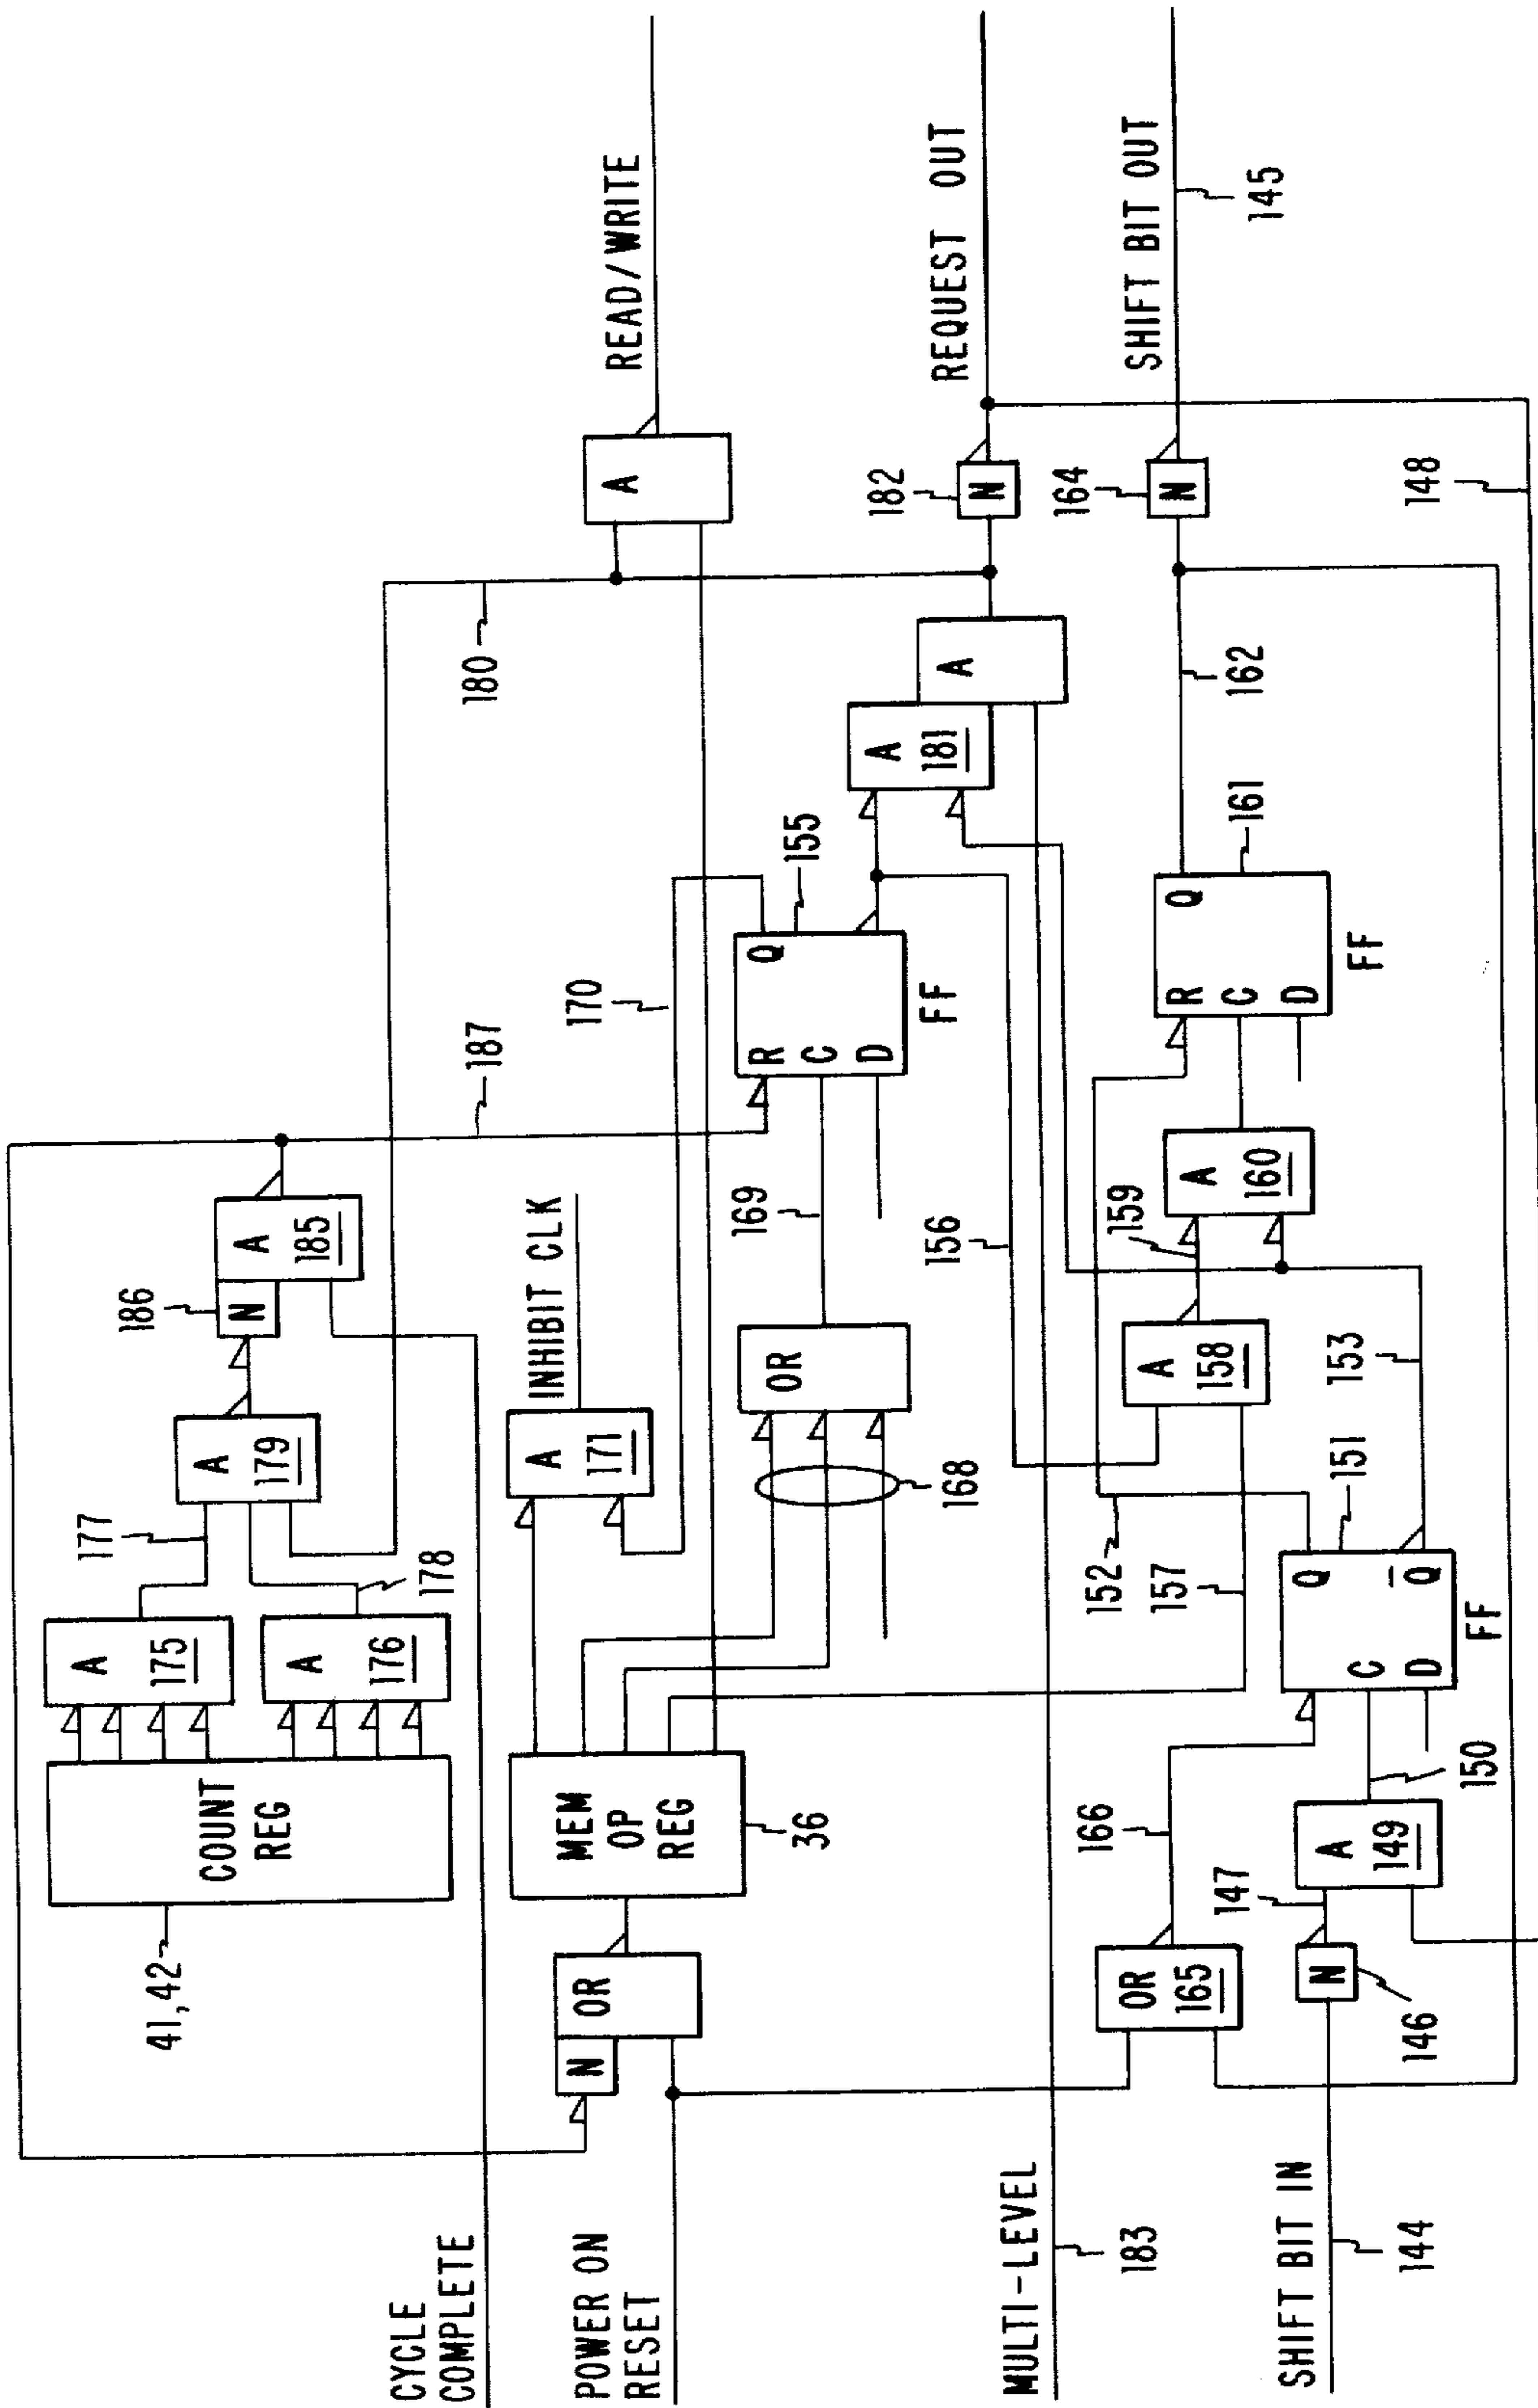 CYCLE
COMPLETE
POWER ON
RESET
MULTI-LEVEL
183
SHIFT BIT IN
144
41, 42
COUNT
REG
A
175
A
176
177
178
A
179
186
N
A
185
187
N
OR
MEM
OP
REG
36
A
171
INHIBIT CLK
170
168
OR
169
R
C
D
Q
155
FF
156
A
181
A
180
A
READ/WRITE
182
N
REQUEST OUT
OR
165
166
146
N
147
A
149
150
C
D
Q
Q̅
151
FF
152
157
153
A
158
159
A
160
R
C
D
Q
161
FF
162
164
N
SHIFT BIT OUT
145
148